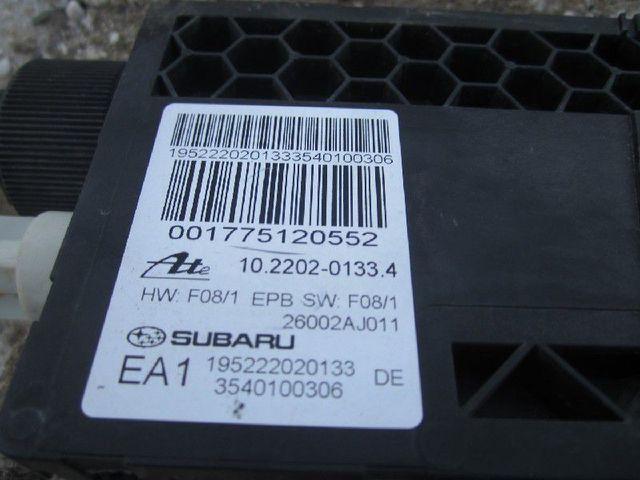 1952220201333540100306
001775120552
Ate 10.2202-0133.4
HW: F08/1 EPB SW: F08/1
26002AJ011
SUBARU
EA1 195222020133 DE
3540100306